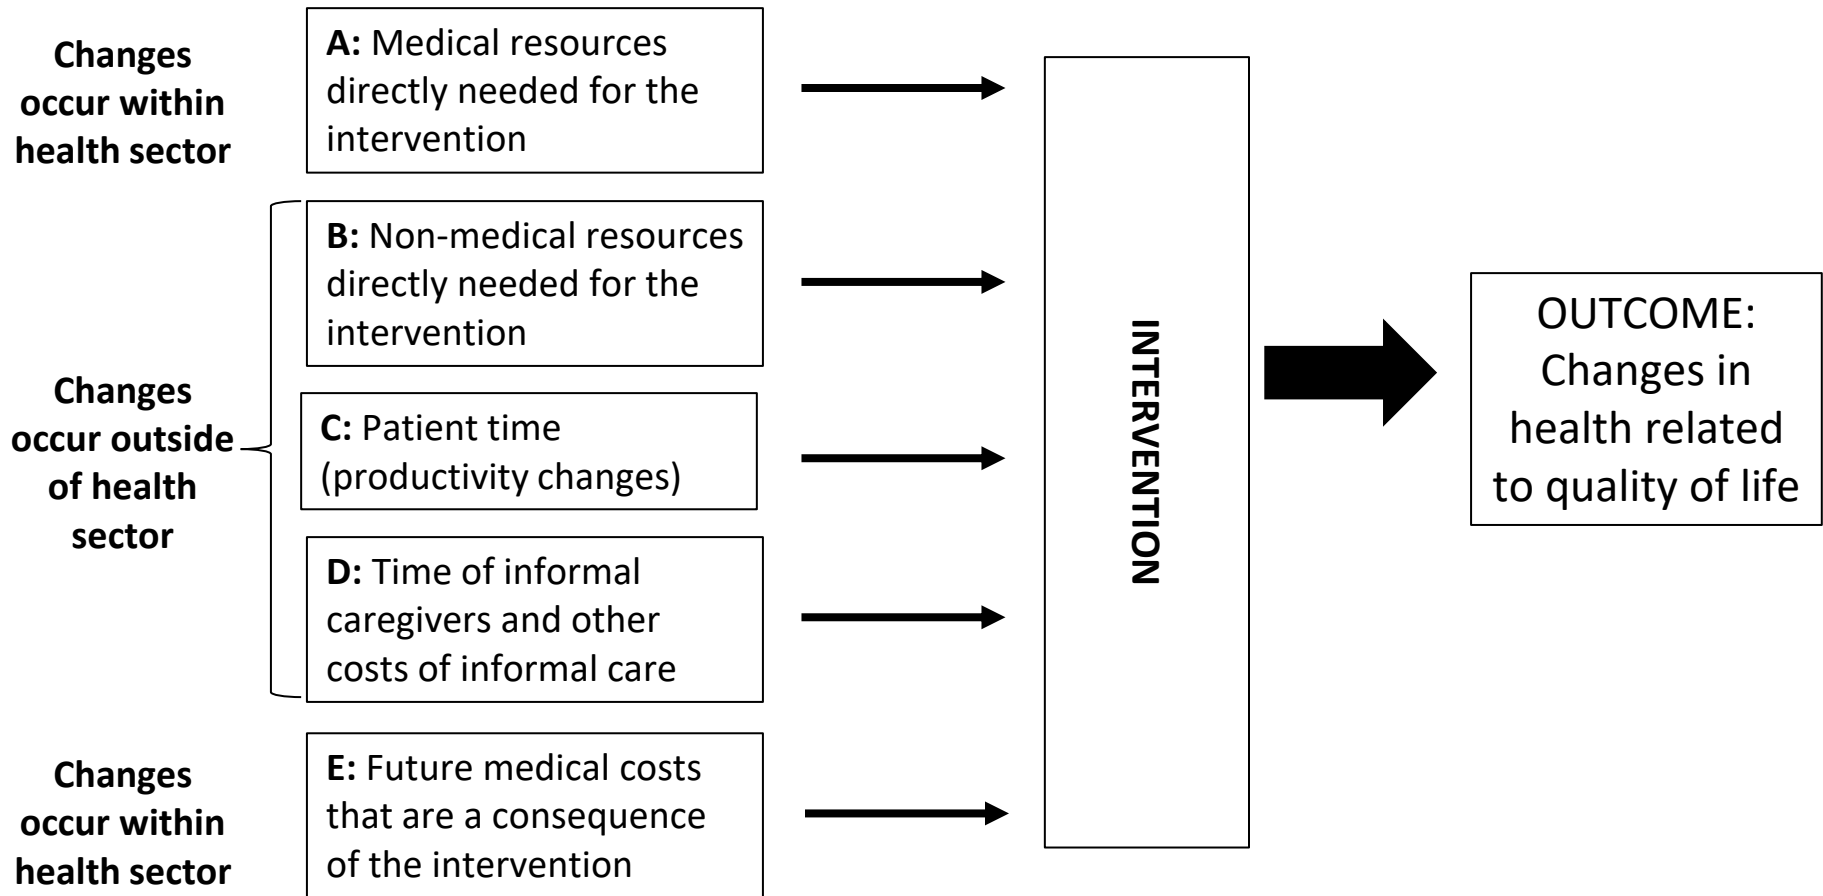 Changes
occur within
health sector
A: Medical resources
directly needed for the
intervention
B: Non-medical resources
directly needed for the
intervention
Changes
occur outside
of health
sector
C: Patient time
(productivity changes)
D: Time of informal
caregivers and other
costs of informal care
Changes
occur within
health sector
E: Future medical costs
that are a consequence
of the intervention
INTERVENTION
OUTCOME:
Changes in
health related
to quality of life